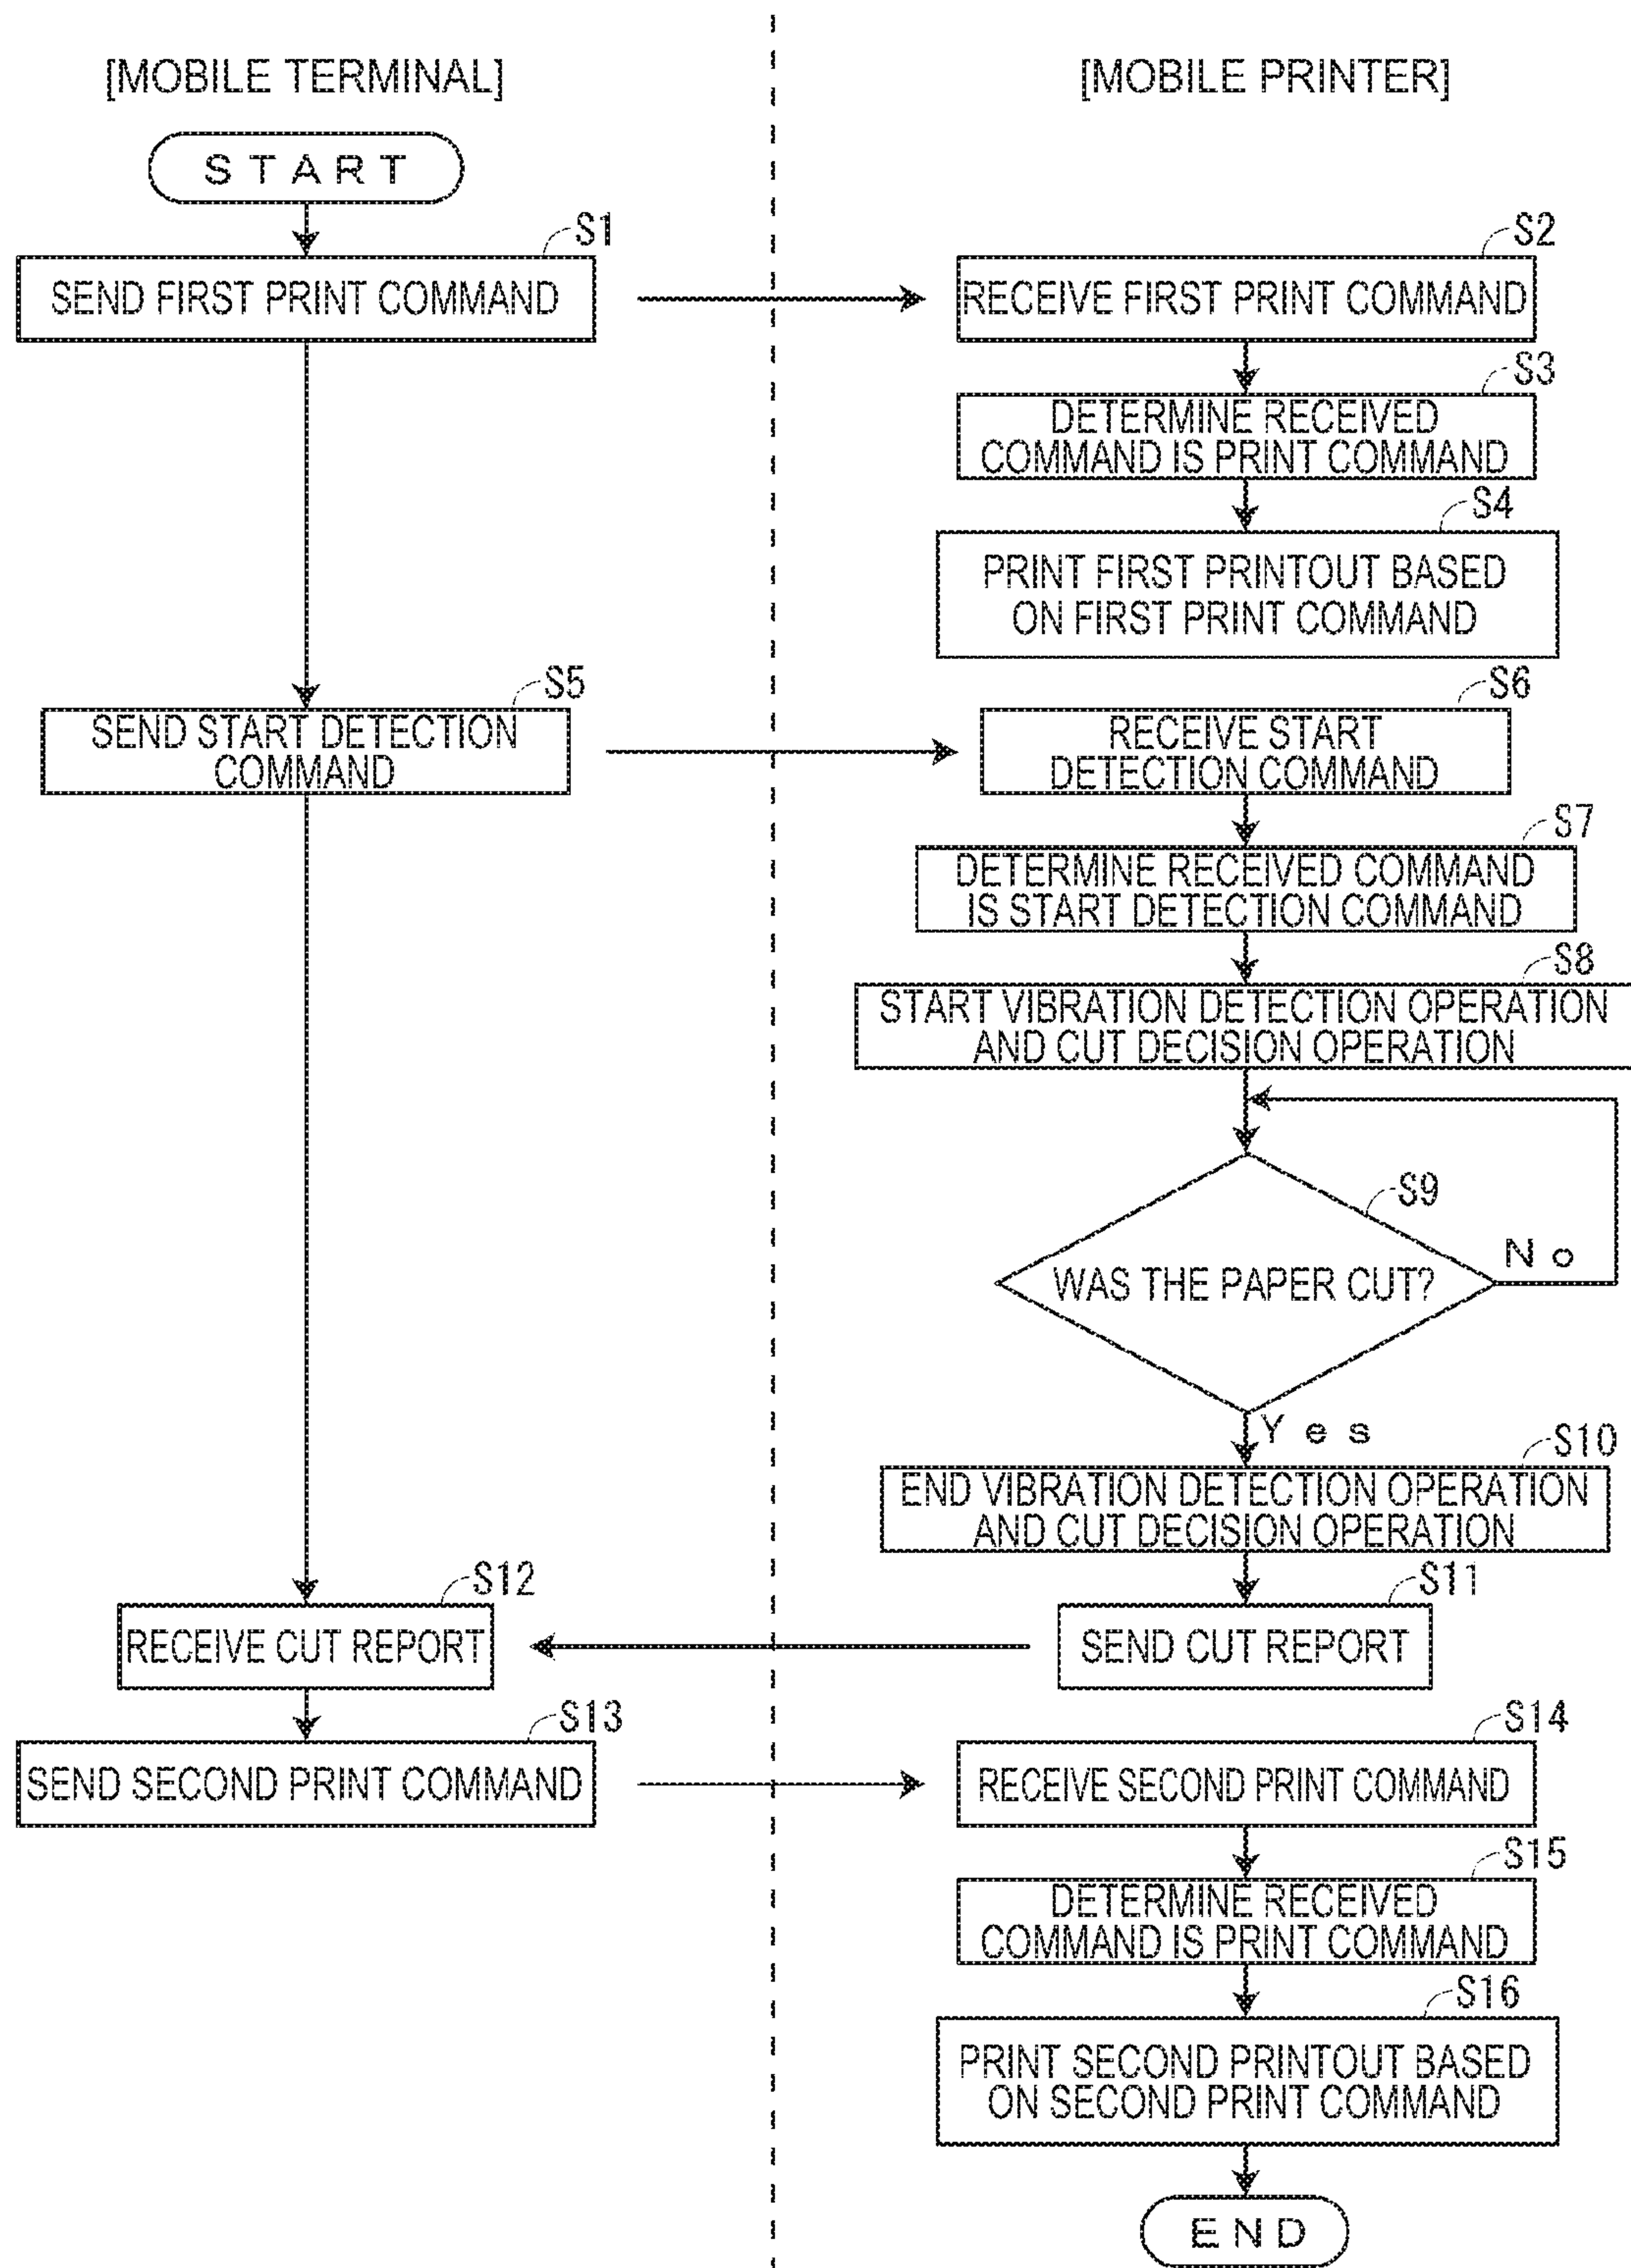 [MOBILE TERMINAL]
[MOBILE PRINTER]
START
S1
SEND FIRST PRINT COMMAND
S2
RECEIVE FIRST PRINT COMMAND
S3
DETERMINE RECEIVED
COMMAND IS PRINT COMMAND
S4
PRINT FIRST PRINTOUT BASED
ON FIRST PRINT COMMAND
S5
SEND START DETECTION
COMMAND
S6
RECEIVE START
DETECTION COMMAND
S7
DETERMINE RECEIVED COMMAND
IS START DETECTION COMMAND
S8
START VIBRATION DETECTION OPERATION
AND CUT DECISION OPERATION
S9
WAS THE PAPER CUT?
No
Yes
S10
END VIBRATION DETECTION OPERATION
AND CUT DECISION OPERATION
S11
SEND CUT REPORT
S12
RECEIVE CUT REPORT
S13
SEND SECOND PRINT COMMAND
S14
RECEIVE SECOND PRINT COMMAND
S15
DETERMINE RECEIVED
COMMAND IS PRINT COMMAND
S16
PRINT SECOND PRINTOUT BASED
ON SECOND PRINT COMMAND
END